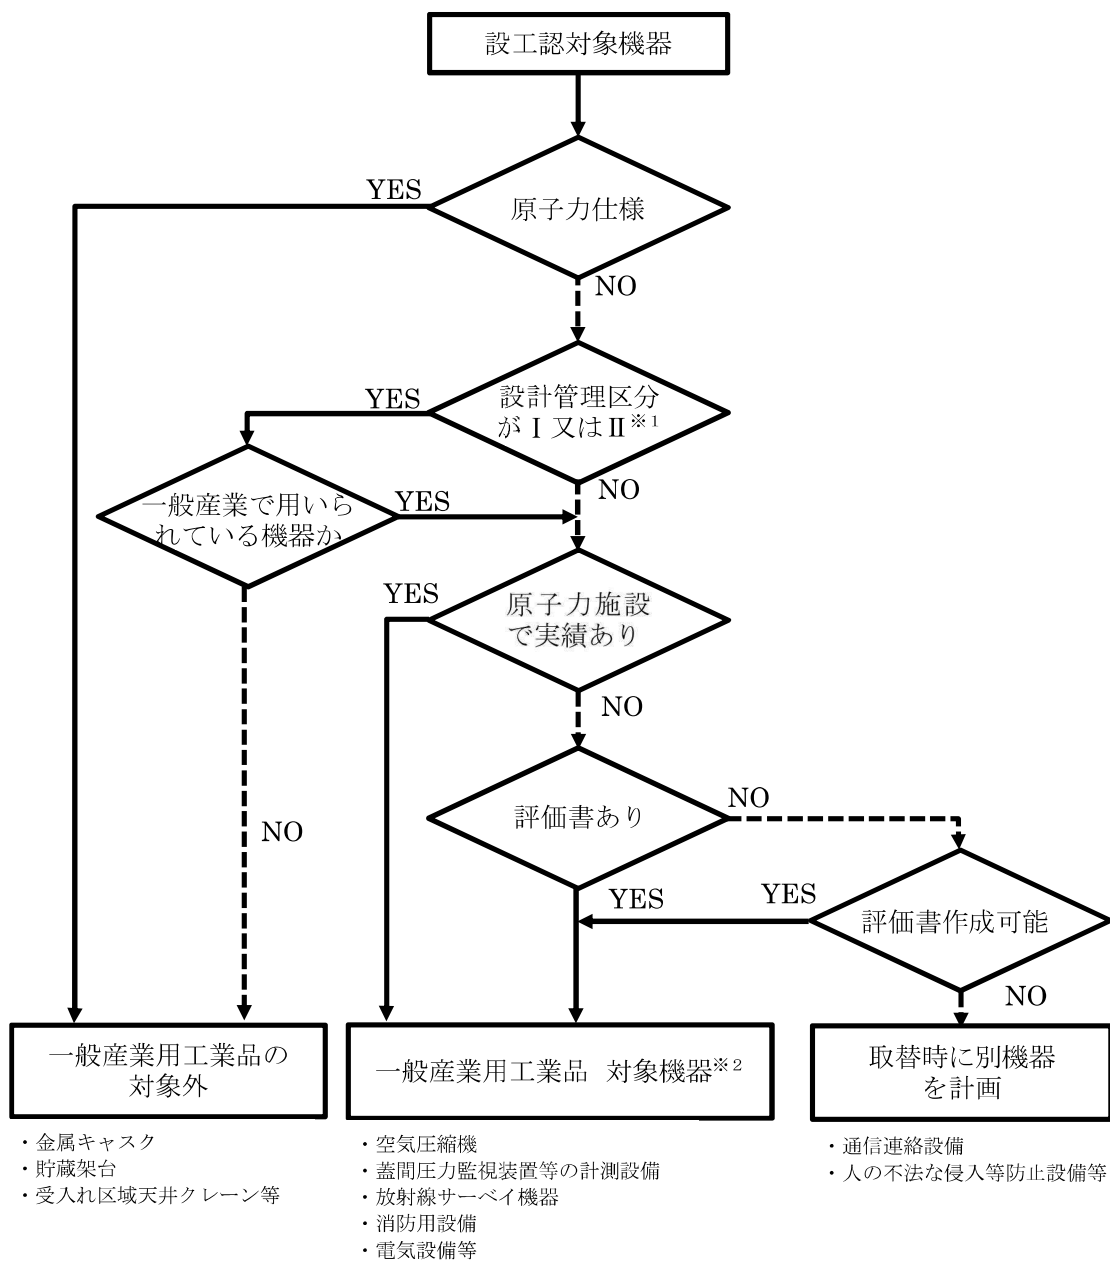 設工認対象機器
YES
原子力仕様
NO
YES
設計管理区分
がⅠ又はⅡ※1
NO
一般産業で用いら
れている機器か
YES
YES
原子力施設
で実績あり
NO
評価書あり
NO
NO
YES
YES
評価書作成可能
NO
一般産業用工業品の
対象外
一般産業用工業品 対象機器※2
取替時に別機器
を計画
・金属キャスク
・貯蔵架台
・受入れ区域天井クレーン等
・空気圧縮機
・蓋間圧力監視装置等の計測設備
・放射線サーベイ機器
・消防用設備
・電気設備等
・通信連絡設備
・人の不法な侵入等防止設備等